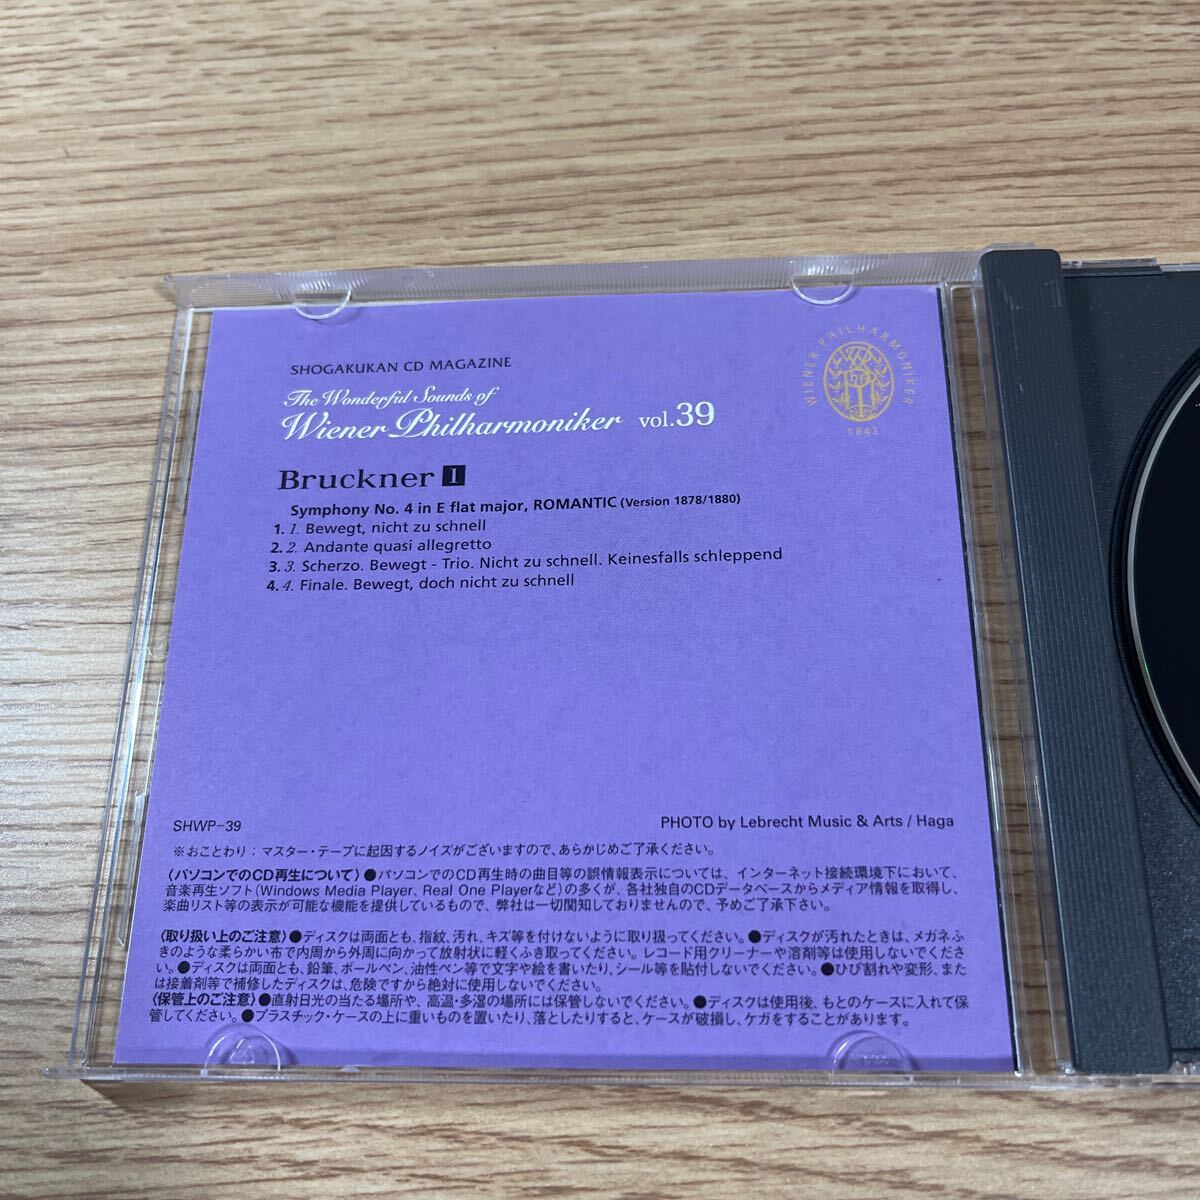 SHOGAKUKAN CD MAGAZINE
The Wonderful Sounds of
Wiener Philharmoniker vol.39
WIENER PHILHARMONIKER
1842
Bruckner I
Symphony No. 4 in E flat major, ROMANTIC (Version 1878/1880)
1. 1. Bewegt, nicht zu schnell
2. 2. Andante quasi allegretto
3. 3. Scherzo. Bewegt - Trio. Nicht zu schnell. Keinesfalls schleppend
4. 4. Finale. Bewegt, doch nicht zu schnell
SHWP-39
PHOTO by Lebrecht Music & Arts / Haga
※おことわり：マスター・テープに起因するノイズがございますので、あらかじめご了承ください。
〈パソコンでのCD再生について〉●パソコンでのCD再生時の曲目等の誤情報表示については、インターネット接続環境下において、
音楽再生ソフト（Windows Media Player、Real One Playerなど）の多くが、各社独自のCDデータベースからメディア情報を取得し、
楽曲リスト等の表示が可能な機能を提供しているもので、弊社は一切関知しておりませんので、予めご了承下さい。
〈取り扱い上のご注意〉●ディスクは両面とも、指紋、汚れ、キズ等を付けないように取り扱ってください。●ディスクが汚れたときは、メガネふ
きのような柔らかい布で内周から外周に向かって放射状に軽くふき取ってください。レコード用クリーナーや溶剤等は使用しないでくださ
い。●ディスクは両面とも、鉛筆、ボールペン、油性ペン等で文字や絵を書いたり、シール等を貼付しないでください。●ひび割れや変形、また
は接着剤等で補修したディスクは、危険ですから絶対に使用しないでください。
〈保管上のご注意〉●直射日光の当たる場所や、高温・多湿の場所には保管しないでください。●ディスクは使用後、もとのケースに入れて保
管してください。●プラスチック・ケースの上に重いものを置いたり、落としたりすると、ケースが破損し、ケガをすることがあります。